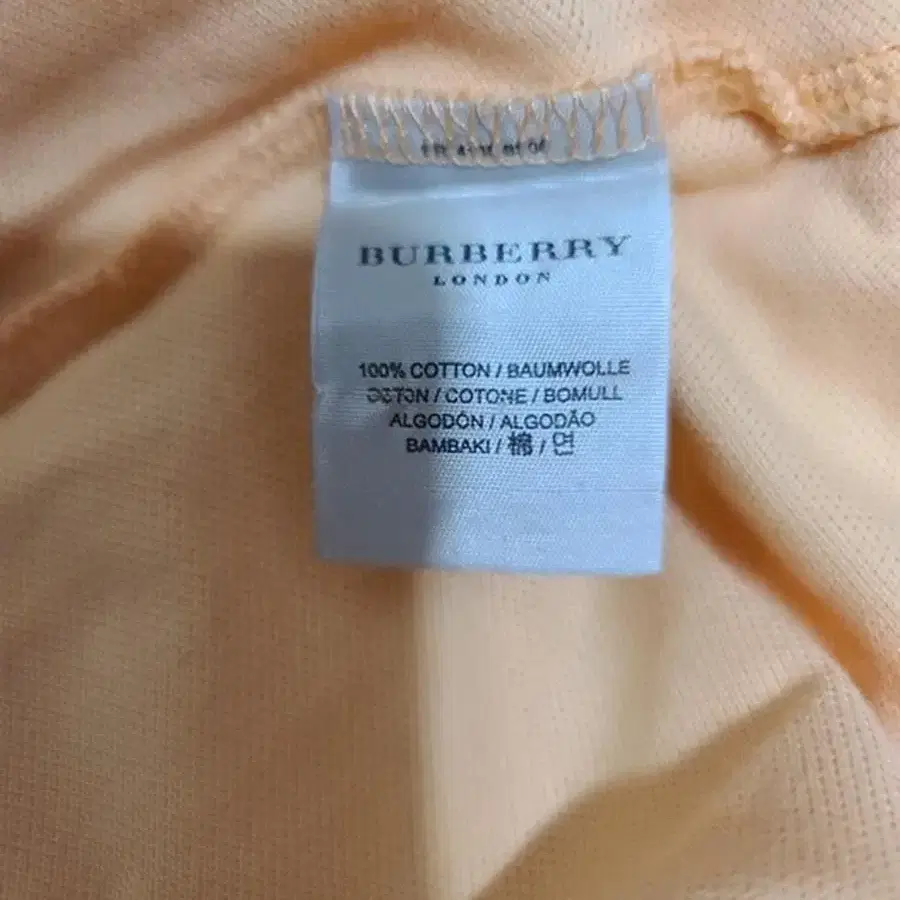 BURBERRY
LONDON
100% COTTON / BAUMWOLLE
/ COTONE / BOMULL
ALGODÓN / ALGODÃO
BAMBAKI / 棉 / 면